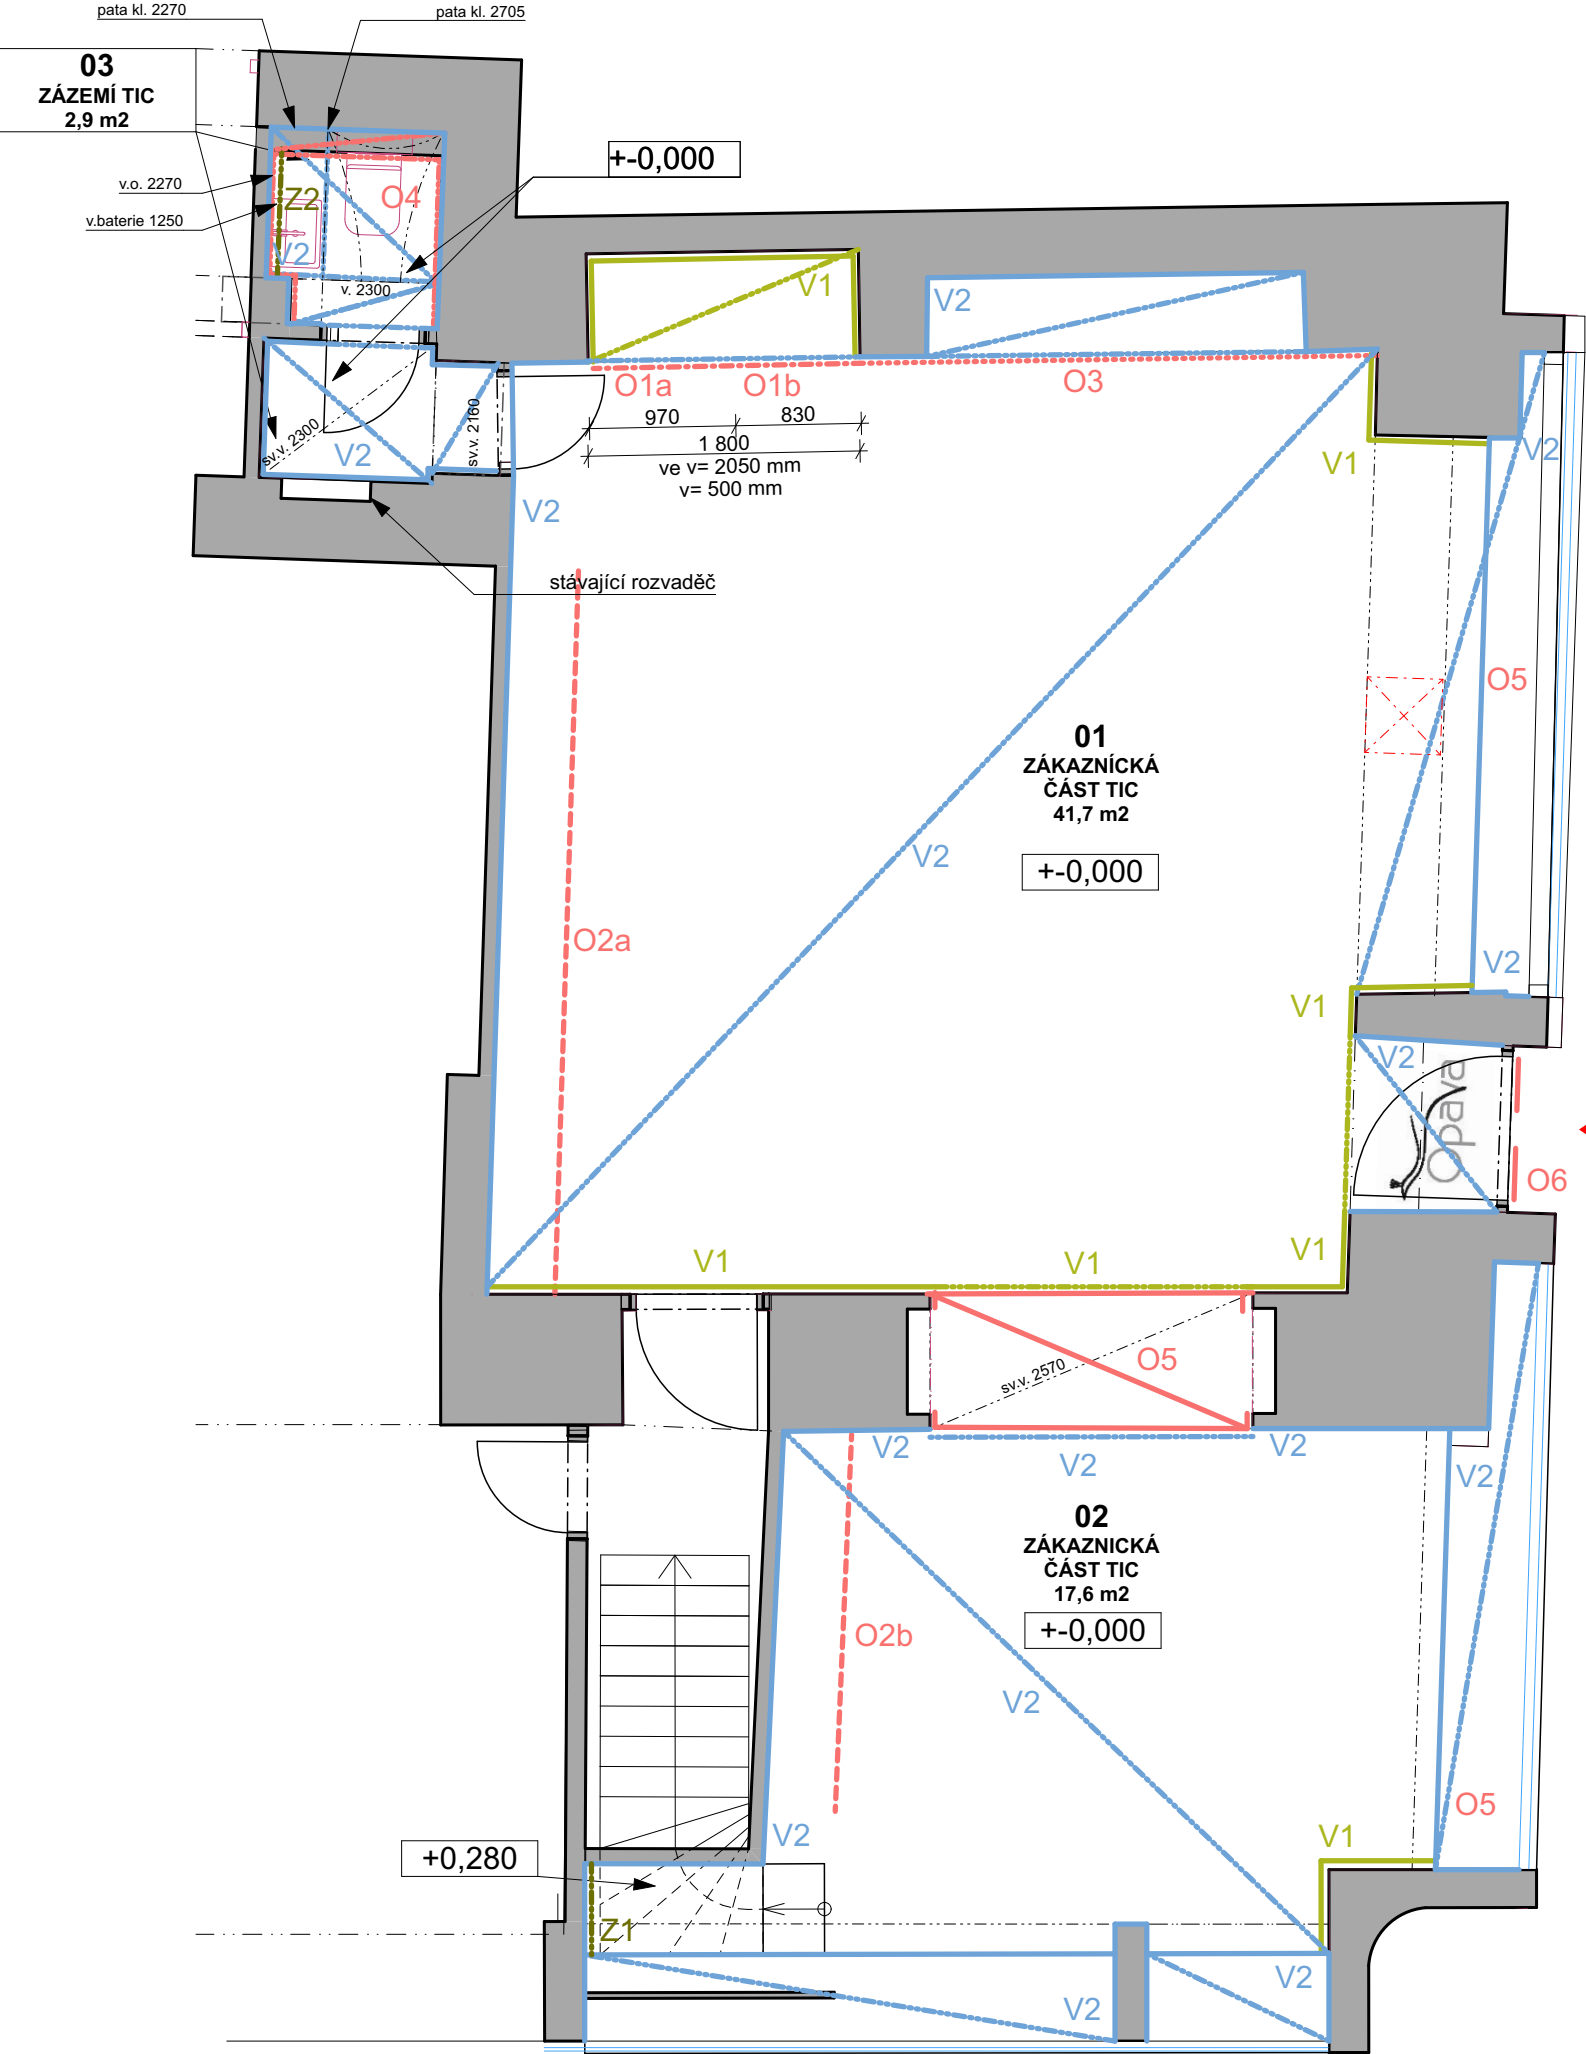 pata kl. 2270
pata kl. 2705
03
ZÁZEMÍ TIC
2,9 m2
+-0,000
v.o. 2270
Z2
O4
v.baterie 1250
V2
v. 2300
V1
V2
O1a
O1b
O3
970
830
1 800
ve v= 2050 mm
v= 500 mm
sv.v. 2300
V2
sv.v. 2160
V2
V1
V2
stávající rozvaděč
O5
01
ZÁKAZNÍCKÁ
ČÁST TIC
41,7 m2
V2
+-0,000
O2a
V2
V1
V2
Opava
O6
V1
V1
V1
sv.v. 2570
O5
V2
V2
V2
V2
02
ZÁKAZNICKÁ
ČÁST TIC
17,6 m2
+-0,000
O2b
V2
O5
V2
V1
+0,280
Z1
V2
V2